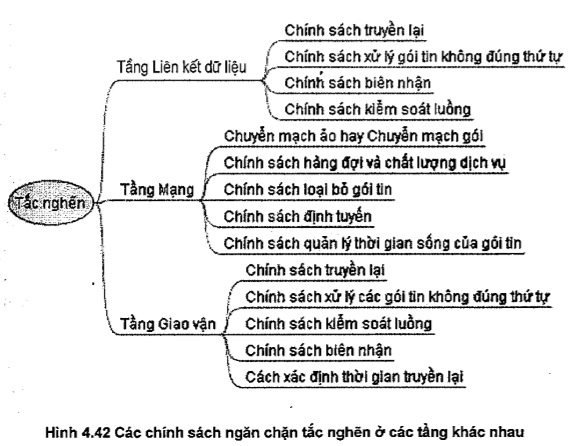 Chính sách truyền lại
Chính sách xử lý gói tin không đúng thứ tự
Tầng Liên kết dữ liệu
Chính sách biên nhận
Chính sách kiểm soát luồng
Chuyển mạch ảo hay Chuyển mạch gói
Chính sách hàng đợi và chất lượng dịch vụ
Tắc nghẽn
Tầng Mạng
Chính sách loại bỏ gói tin
Chính sách định tuyến
Chính sách quản lý thời gian sống của gói tin
Chính sách truyền lại
Chính sách xử lý các gói tin không đúng thứ tự
Tầng Giao vận
Chính sách kiểm soát luồng
Chính sách biên nhận
Cách xác định thời gian truyền lại
Hình 4.42 Các chính sách ngăn chặn tắc nghẽn ở các tầng khác nhau